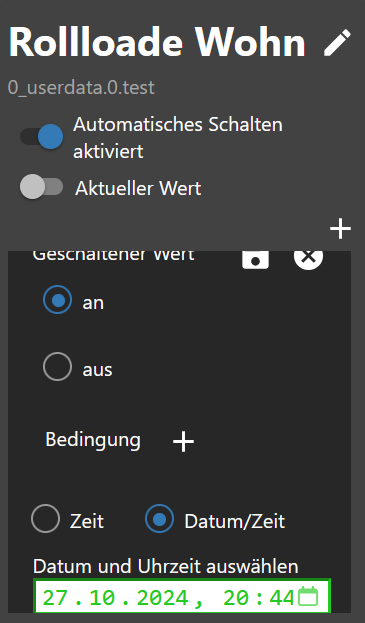 Rollloade Wohn
0_userdata.0.test
Automatisches Schalten
aktiviert
Aktueller Wert
Geschaltener Wert
an
aus
Bedingung
Zeit Datum/Zeit
Datum und Uhrzeit auswählen
27.10.2024, 20:44